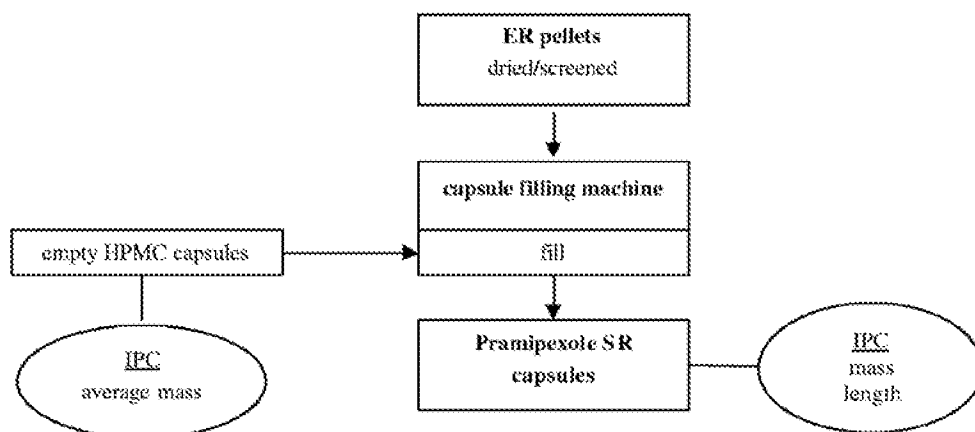 ER pellets
dried/screened
capsule filling machine
empty HPMC capsules
fill
IPC
average mass
Pramipexole SR
capsules
IPC
mass
length